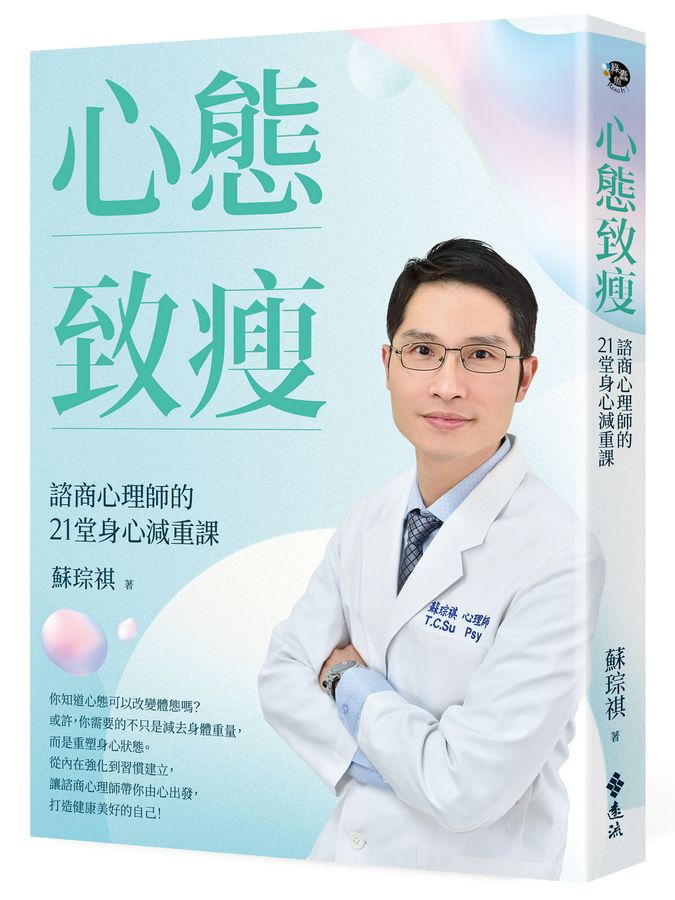 心態
致瘦
諮商心理師的
21堂身心減重課
蘇琮祺 著
蘇琮祺 心理師
T.C.Su Psy
你知道心態可以改變體態嗎？
或許，你需要的不只是減去身體重量，
而是重塑身心狀態。
從內在強化到習慣建立，
讓諮商心理師帶你由心出發，
打造健康美好的自己！
綠蠹魚
Read It !
心態致瘦
諮商心理師的
21堂身心減重課
蘇琮祺 著
遠流